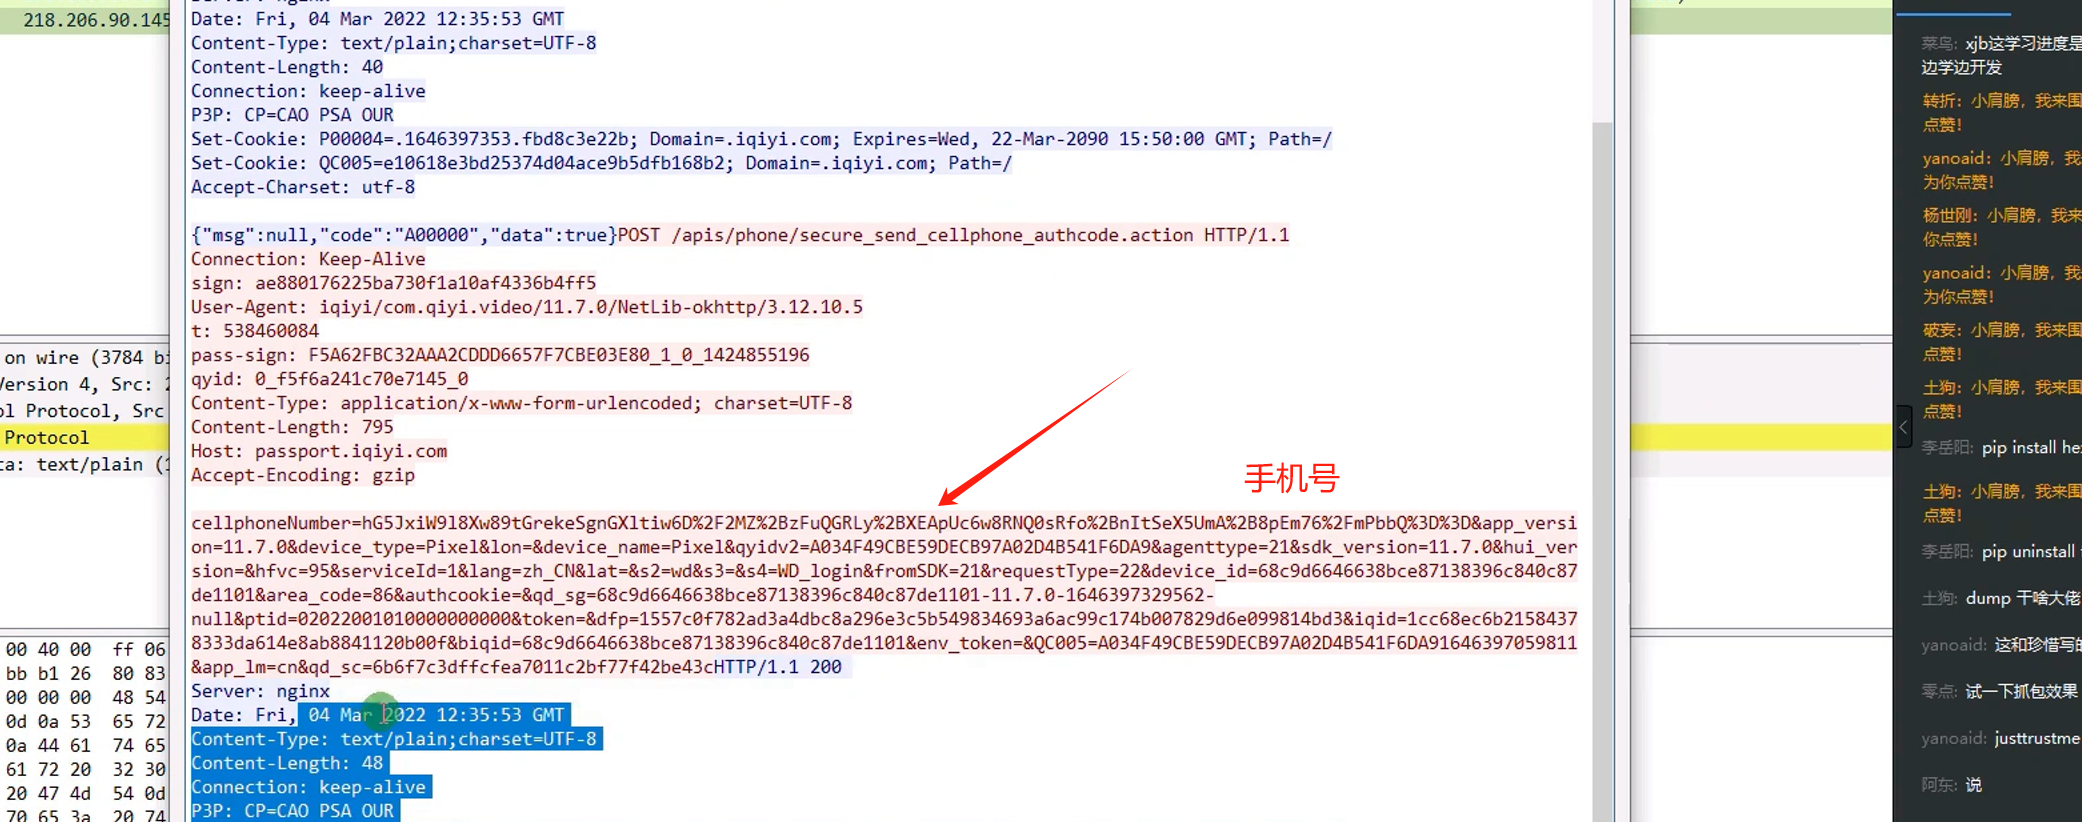 218.206.90.145
Date: Fri, 04 Mar 2022 12:35:53 GMT
Content-Type: text/plain;charset=UTF-8
Content-Length: 40
Connection: keep-alive
P3P: CP=CAO PSA OUR
Set-Cookie: P00004=.1646397353.fbd8c3e22b; Domain=.iqiyi.com; Expires=Wed, 22-Mar-2090 15:50:00 GMT; Path=/
Set-Cookie: QC005=e10618e3bd25374d04ace9b5dfb168b2; Domain=.iqiyi.com; Path=/
Accept-Charset: utf-8
{"msg":null,"code":"A00000","data":true}POST /apis/phone/secure_send_cellphone_authcode.action HTTP/1.1
Connection: Keep-Alive
sign: ae880176225ba730f1a10af4336b4ff5
User-Agent: iqiyi/com.qiyi.video/11.7.0/NetLib-okhttp/3.12.10.5
t: 538460084
pass-sign: F5A62FBC32AAA2CDDD6657F7CBE03E80_1_0_1424855196
qyid: 0_f5f6a241c70e7145_0
Content-Type: application/x-www-form-urlencoded; charset=UTF-8
Content-Length: 795
Host: passport.iqiyi.com
Accept-Encoding: gzip
手机号
cellphoneNumber=hG5JxiW9l8Xw89tGrekeSgnGXltiw6D%2F2MZ%2BzFuQGRLy%2BXEApUc6w8RNQ0sRfo%2BnItSeX5UmA%2B8pEm76%2FmPbbQ%3D%3D&app_versi
on=11.7.0&device_type=Pixel&lon=&device_name=Pixel&qyidv2=A034F49CBE59DECB97A02D4B541F6DA9&agenttype=21&sdk_version=11.7.0&hui_ver
sion=&hfvc=95&serviceId=1&lang=zh_CN&lat=&s2=wd&s3=&s4=WD_login&fromSDK=21&requestType=22&device_id=68c9d6646638bce87138396c840c87
de1101&area_code=86&authcookie=&qd_sg=68c9d6646638bce87138396c840c87de1101-11.7.0-1646397329562-
null&ptid=02022001010000000000&token=&dfp=1557c0f782ad3a4dbc8a296e3c5b549834693a6ac99c174b007829d6e099814bd3&iqid=1cc68ec6b2158437
8333da614e8ab8841120b00f&biqid=68c9d6646638bce87138396c840c87de1101&env_token=&QC005=A034F49CBE59DECB97A02D4B541F6DA91646397059811
&app_lm=cn&qd_sc=6b6f7c3dffcfea7011c2bf77f42be43cHTTP/1.1 200
Server: nginx
Date: Fri, 04 Mar 2022 12:35:53 GMT
Content-Type: text/plain;charset=UTF-8
Content-Length: 48
Connection: keep-alive
P3P: CP=CAO PSA OUR
on wire (3784 bi
Version 4, Src: 2
ol Protocol, Src
Protocol
ta: text/plain (1
00 40 00 ff 06
bb b1 26 80 83
00 00 00 48 54
0d 0a 53 65 72
0a 44 61 74 65
61 72 20 32 30
20 47 4d 54 0d
70 65 3a 20 74
菜鸟: xjb这学习进度是
边学边开发
转折: 小肩膀，我来围
点赞！
yanoaid: 小肩膀，我
为你点赞！
杨世刚: 小肩膀，我来
你点赞！
yanoaid: 小肩膀，我
为你点赞！
破妄: 小肩膀，我来围
点赞！
土狗: 小肩膀，我来围
点赞！
李岳阳: pip install he
土狗: 小肩膀，我来围
点赞！
李岳阳: pip uninstall
土狗: dump 干啥大佬
yanoaid: 这和珍惜写的
零点: 试一下抓包效果
yanoaid: justtrustme
阿东: 说